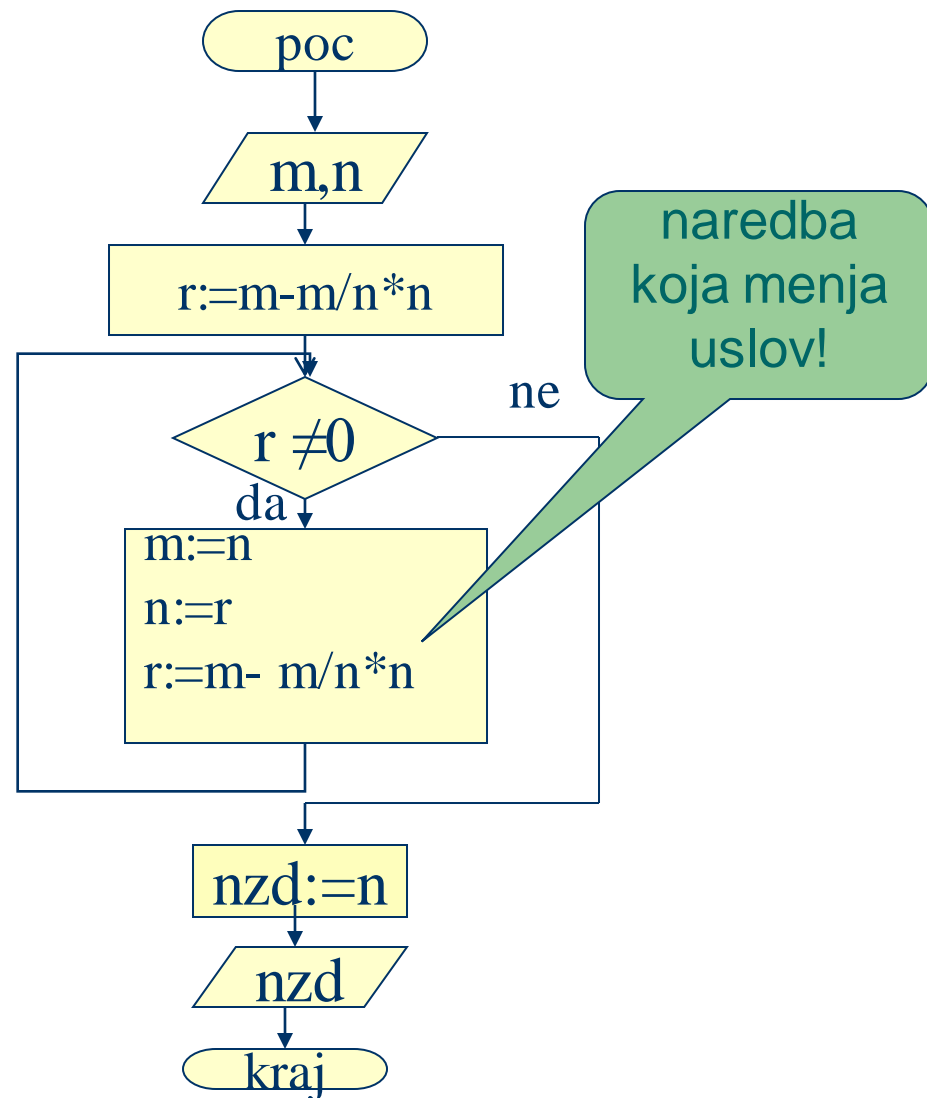 poc
m,n
r:=m-m/n*n
naredba
koja menja
uslov!
ne
r ≠0
da
m:=n
n:=r
r:=m- m/n*n
nzd:=n
nzd
kraj